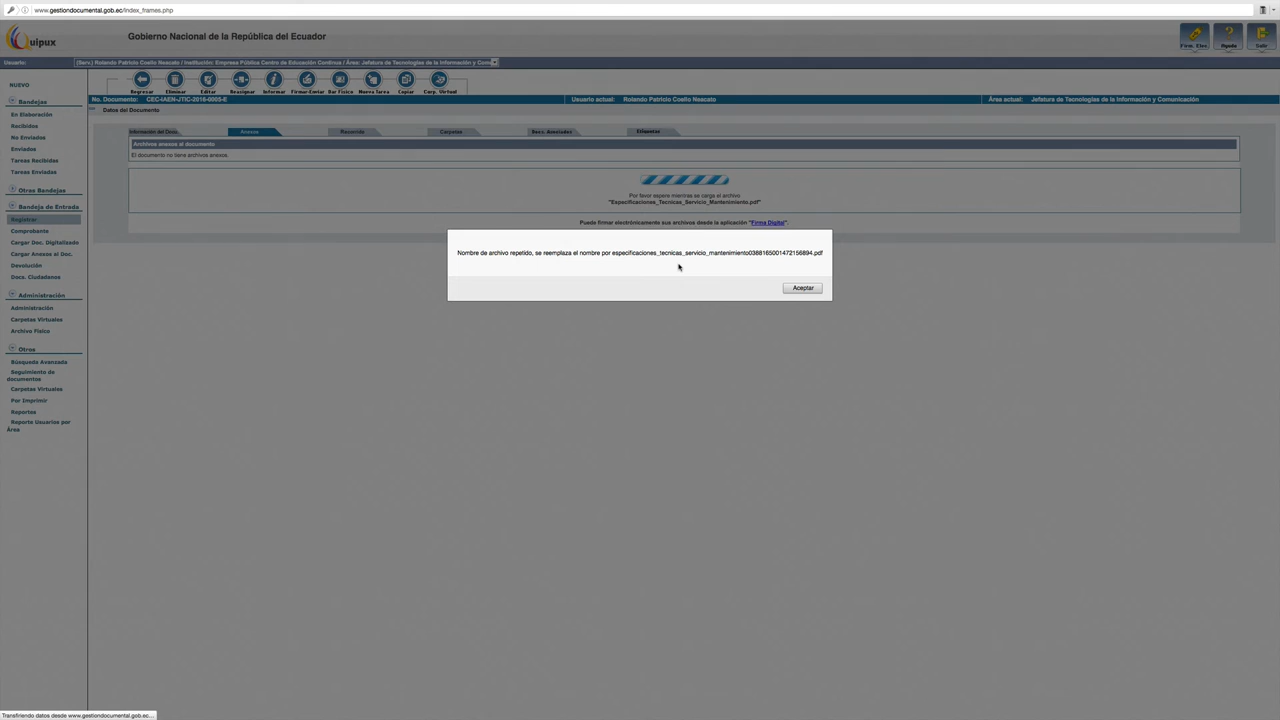 www.gestiondocumental.gob.ec/index_frames.php
Quipux
Gobierno Nacional de la República del Ecuador
Firm. Elec.
Ayuda
Salir
Usuario:
(Serv.) Rolando Patricio Coello Neacato / Institución: Empresa Pública Centro de Educación Continua / Área: Jefatura de Tecnologías de la Información y Comu
NUEVO
Bandejas
En Elaboración
Recibidos
No Enviados
Enviados
Tareas Recibidas
Tareas Enviadas
Otras Bandejas
Bandeja de Entrada
Registrar
Comprobante
Cargar Doc. Digitalizado
Cargar Anexos al Doc.
Devolución
Docs. Ciudadanos
Administración
Administración
Carpetas Virtuales
Archivo Físico
Otros
Búsqueda Avanzada
Seguimiento de
documentos
Carpetas Virtuales
Por Imprimir
Reportes
Reporte Usuarios por
Área
Regresar
Eliminar
Editar
Reasignar
Informar
Firmar-Enviar
Env. Física
Nueva Tarea
Copiar
Carp. Virtual
No. Documento: CEC-IAEN-JTIC-2016-0005-E
Usuario actual: Rolando Patricio Coello Neacato
Área actual: Jefatura de Tecnologías de la Información y Comunicación
Datos del Documento
Información del Docu.
Anexos
Recorrido
Carpetas
Docs. Asociados
Etiquetas
Archivos anexos al documento
El documento no tiene archivos anexos.
Por favor espere mientras se carga el archivo
"Especificaciones_Tecnicas_Servicio_Mantenimiento.pdf"
Puede firmar electrónicamente sus archivos desde la aplicación "Firma Digital".
Nombre de archivo repetido, se reemplaza el nombre por especificaciones_tecnicas_servicio_mantenimiento03881650014721568​94.pdf
Aceptar
Transfiriendo datos desde www.gestiondocumental.gob.ec...